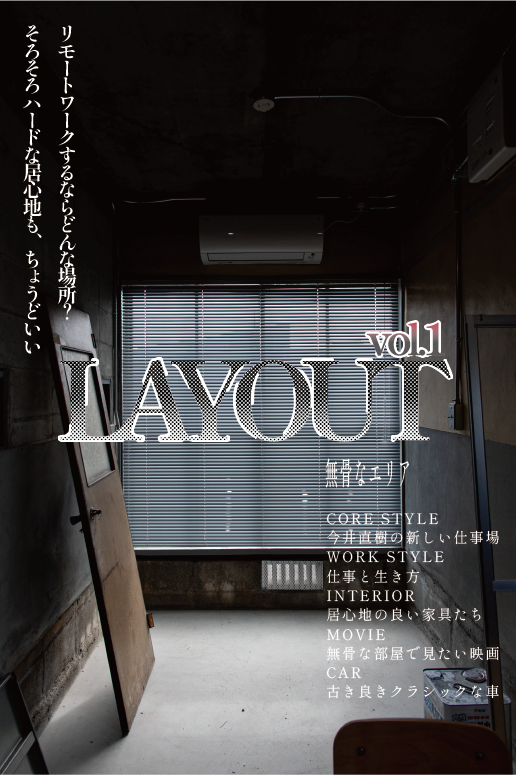 リモートワークするならどんな場所?
そろそろハードな居心地も、ちょうどいい
vol.1
LAYOUT
無骨なエリア
CORE STYLE
今井直樹の新しい仕事場
WORK STYLE
仕事と生き方
INTERIOR
居心地の良い家具たち
MOVIE
無骨な部屋で見たい映画
CAR
古き良きクラシックな車